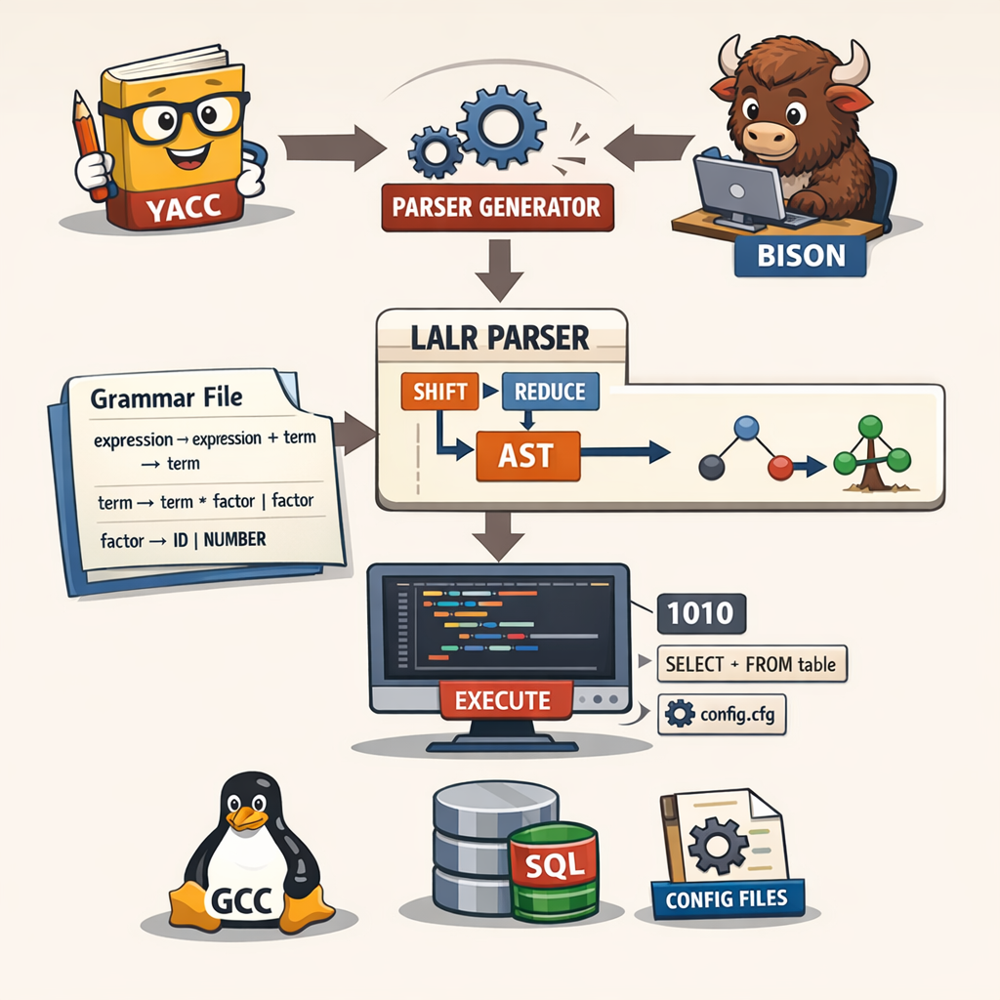 YACC
PARSER GENERATOR
BISON
LALR PARSER
SHIFT
REDUCE
AST
Grammar File
expression → expression + term
→ term
term → term * factor | factor
factor → ID | NUMBER
1010
SELECT + FROM table
config.cfg
EXECUTE
GCC
SQL
CONFIG FILES